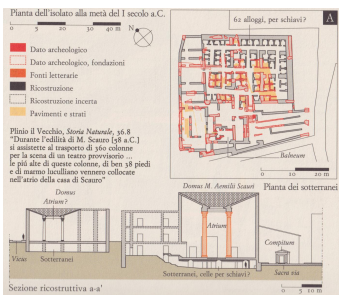 Pianta dell'isolato alla metà del I secolo a.C.
0 10 20 30 40 m N
Dato archeologico
Dato archeologico, fondazioni
Fonti letterarie
Ricostruzione
Ricostruzione incerta
Pavimenti e strati
Plinio il Vecchio, Storia Naturale, 36.8
"Durante l'edilità di M. Scauro [58 a.C.]
si assistette al trasporto di 360 colonne
per la scena di un teatro provvisorio ...
le piú alte di queste colonne, di ben 38 piedi
e di marmo luculliano vennero collocate
nell'atrio della casa di Scauro"
62 alloggi, per schiavi?
A
Balneum
0 10 20 m
Pianta dei sotterranei
Domus
Atrium?
Vicus
Sotterranei
Domus M. Aemilii Scauri
Atrium
Sotterranei, celle per schiavi?
Compitum
Sacra via
Sezione ricostruttiva a-a'
0 5 10 m